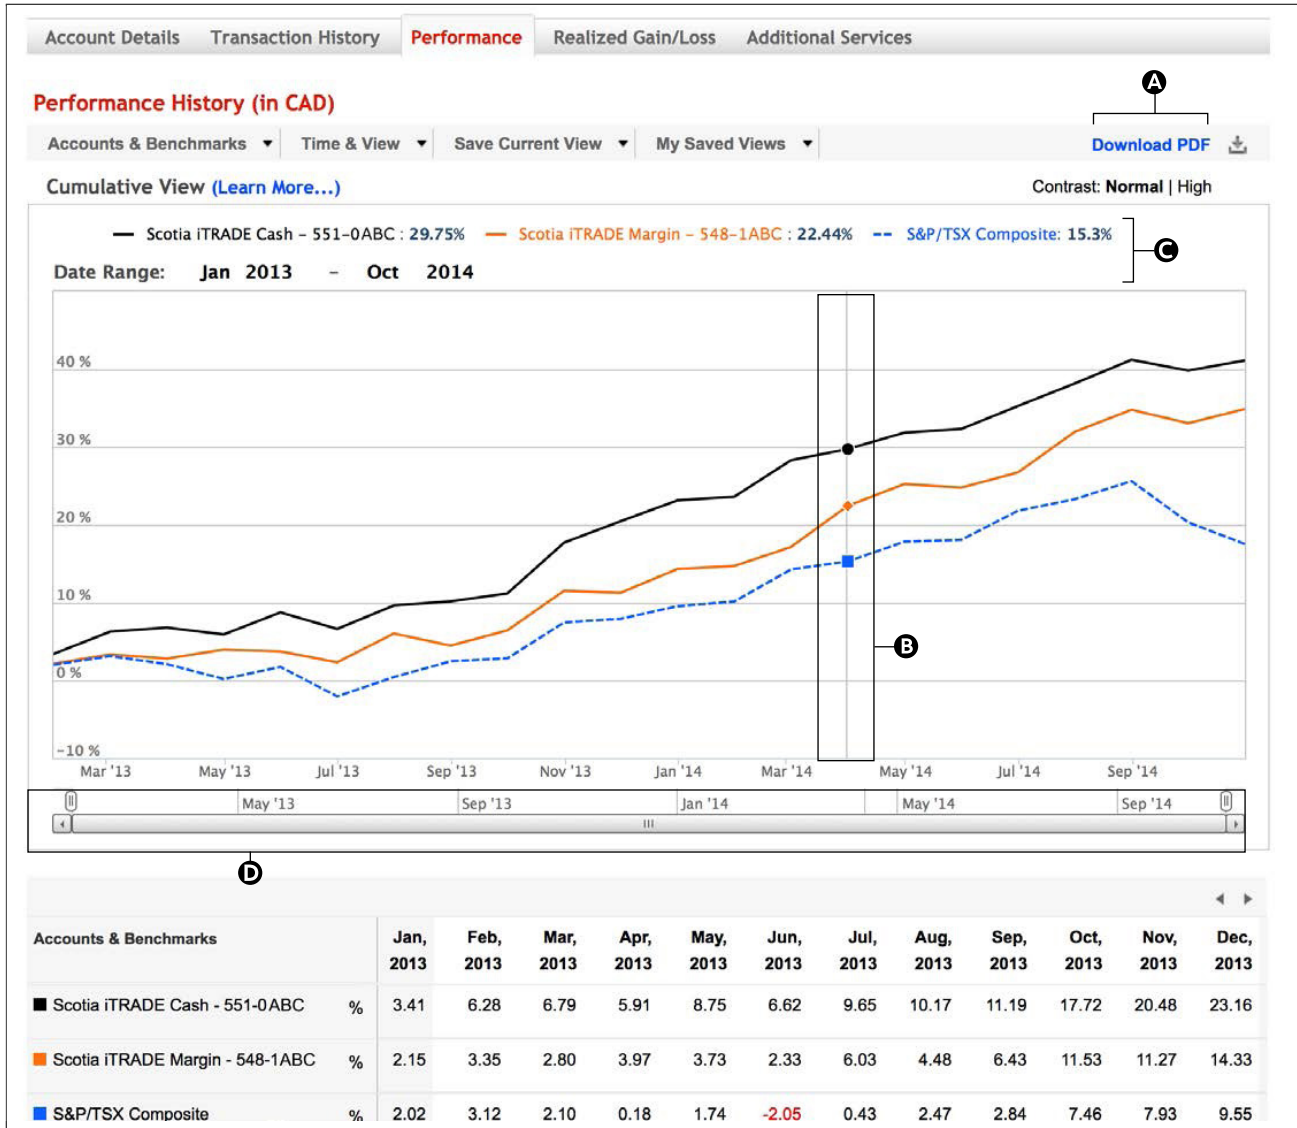 Account Details Transaction History Performance Realized Gain/Loss Additional Services
A
Performance History (in CAD)
Accounts & Benchmarks Time & View Save Current View My Saved Views Download PDF
Cumulative View (Learn More...) Contrast: Normal | High
Scotia iTRADE Cash – 551–0ABC : 29.75% Scotia iTRADE Margin – 548–1ABC : 22.44% S&P/TSX Composite: 15.3%
C
Date Range: Jan 2013 – Oct 2014
40 %
30 %
20 %
10 %
B
0 %
–10 %
Mar '13 May '13 Jul '13 Sep '13 Nov '13 Jan '14 Mar '14 May '14 Jul '14 Sep '14
May '13 Sep '13 Jan '14 May '14 Sep '14
D
Accounts & Benchmarks Jan, Feb, Mar, Apr, May, Jun, Jul, Aug, Sep, Oct, Nov, Dec,
2013 2013 2013 2013 2013 2013 2013 2013 2013 2013 2013 2013
Scotia iTRADE Cash - 551-0ABC % 3.41 6.28 6.79 5.91 8.75 6.62 9.65 10.17 11.19 17.72 20.48 23.16
Scotia iTRADE Margin - 548-1ABC % 2.15 3.35 2.80 3.97 3.73 2.33 6.03 4.48 6.43 11.53 11.27 14.33
S&P/TSX Composite % 2.02 3.12 2.10 0.18 1.74 -2.05 0.43 2.47 2.84 7.46 7.93 9.55